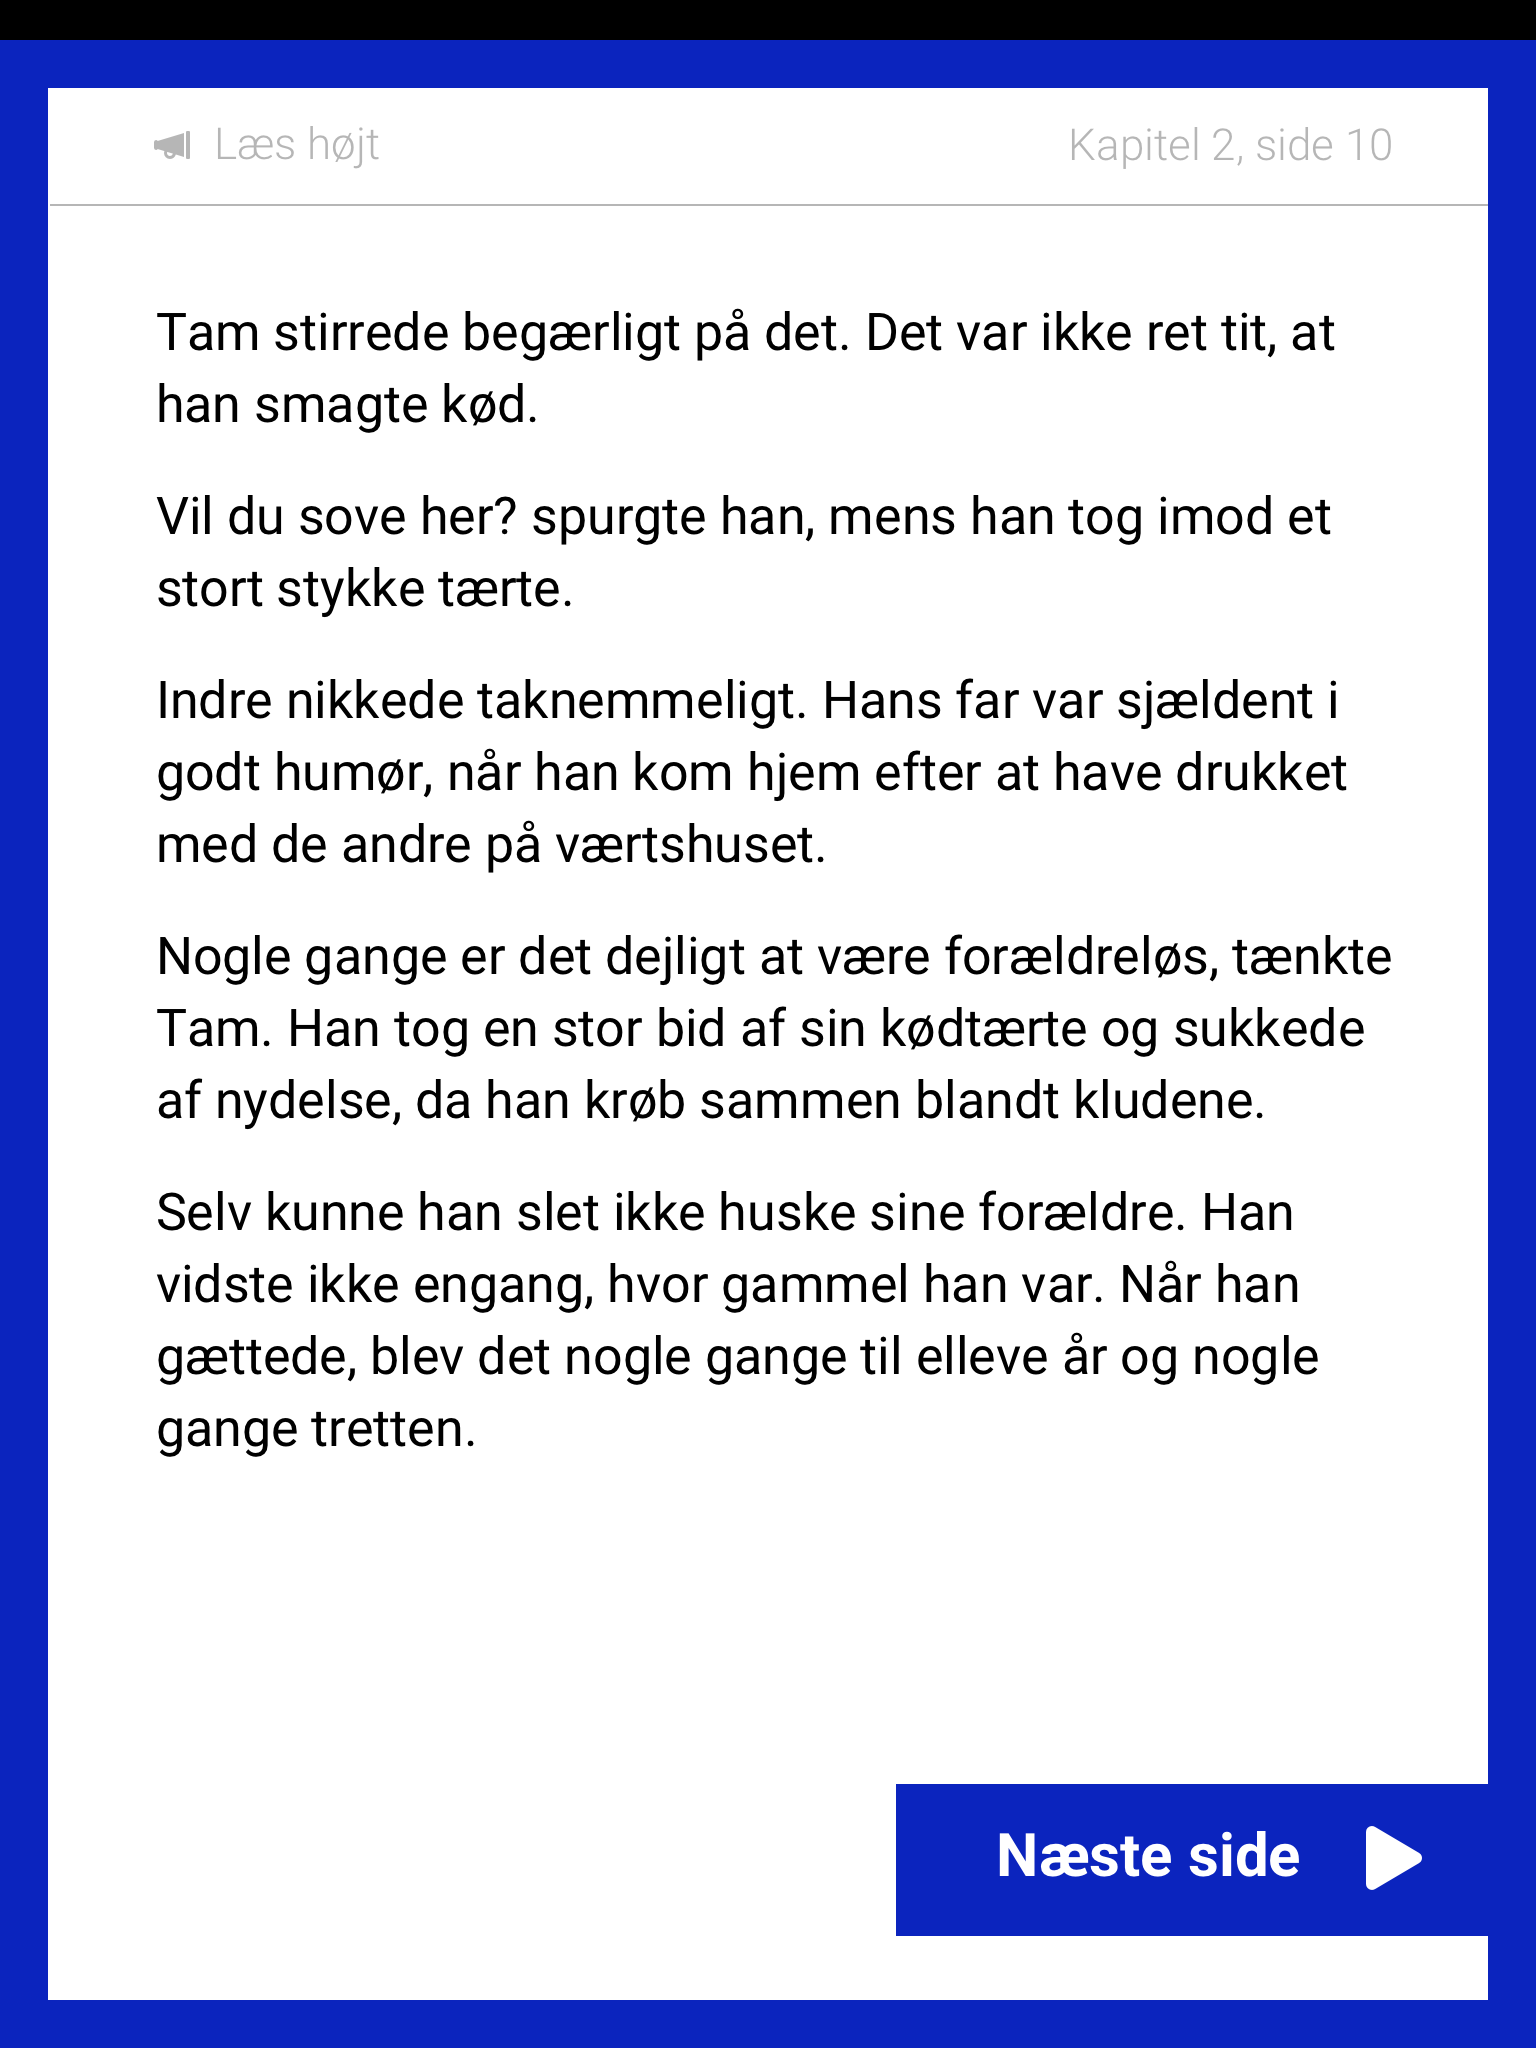 Læs højt
Kapitel 2, side 10
Tam stirrede begærligt på det. Det var ikke ret tit, at
han smagte kød.
Vil du sove her? spurgte han, mens han tog imod et
stort stykke tærte.
Indre nikkede taknemmeligt. Hans far var sjældent i
godt humør, når han kom hjem efter at have drukket
med de andre på værtshuset.
Nogle gange er det dejligt at være forældreløs, tænkte
Tam. Han tog en stor bid af sin kødtærte og sukkede
af nydelse, da han krøb sammen blandt kludene.
Selv kunne han slet ikke huske sine forældre. Han
vidste ikke engang, hvor gammel han var. Når han
gættede, blev det nogle gange til elleve år og nogle
gange tretten.
Næste side